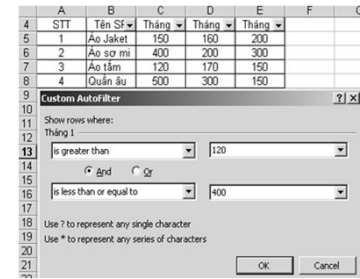 A B C D E F
4 STT Tên SF Tháng Tháng Tháng
5 1 Áo Jaket 150 160 200
6 2 Áo sơ mi 400 200 300
7 3 Áo tắm 120 170 150
8 4 Quần âu 500 300 150
9 Custom AutoFilter
10
11 Show rows where:
12 Tháng 1
13 is greater than 120
14 And Or
15
16 is less than or equal to 400
17
18 Use ? to represent any single character
19 Use * to represent any series of characters
20
21 OK Cancel